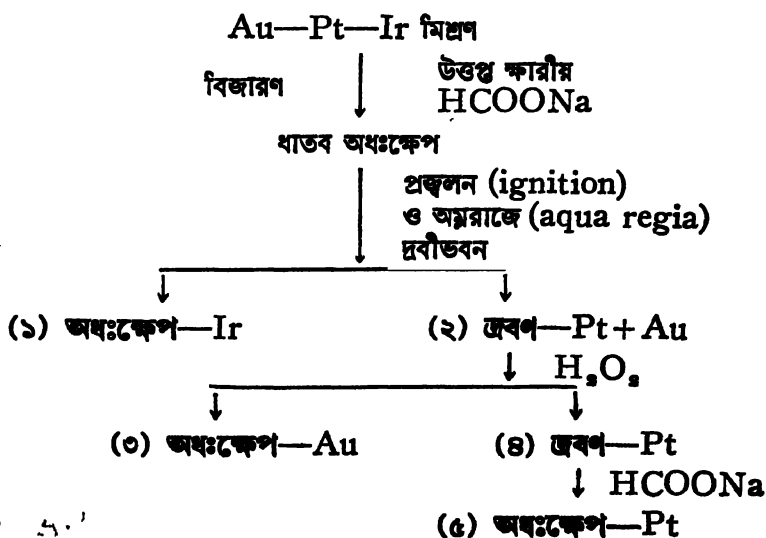 Au—Pt—Ir মিশ্রণ
বিজারণ
উত্তপ্ত ক্ষারীয়
HCOONa
ধাতব অধঃক্ষেপ
প্রজ্বলন (ignition)
ও অম্লরাজে (aqua regia)
দ্রবীভবন
(১) অধঃক্ষেপ—Ir (২) দ্রবণ—Pt+Au
H₂O₂
(৩) অধঃক্ষেপ—Au (৪) দ্রবণ—Pt
HCOONa
(৫) অধঃক্ষেপ—Pt